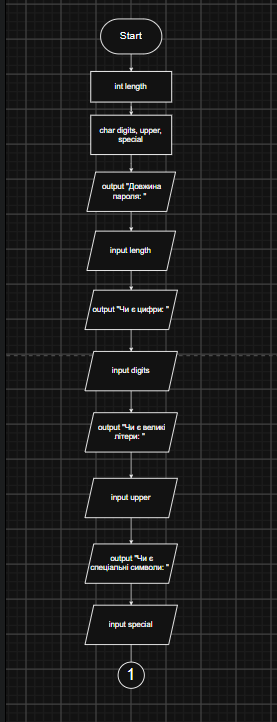 Start
int length
char digits, upper,
special
output "Довжина
пароля: "
input length
output "Чи є цифри: "
input digits
output "Чи є великі
літери: "
input upper
output "Чи є
спеціальні символи: "
input special
1